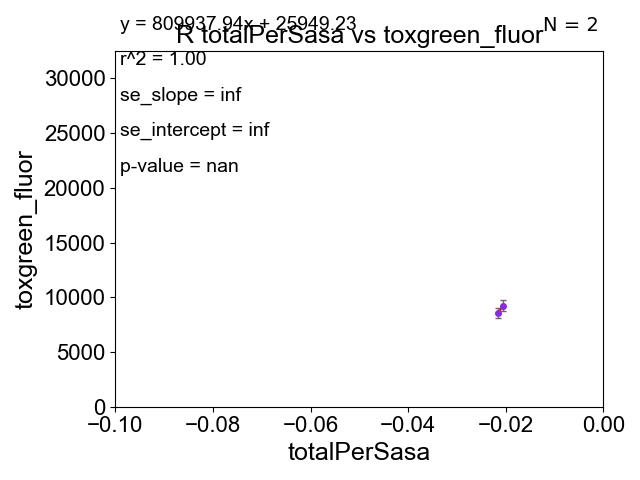 y = 809937.94x + 25949.23
N = 2
R totalPerSasa vs toxgreen_fluor
r^2 = 1.00
se_slope = inf
se_intercept = inf
p-value = nan
toxgreen_fluor
30000
25000
20000
15000
10000
5000
0
−0.10 −0.08 −0.06 −0.04 −0.02 0.00
totalPerSasa